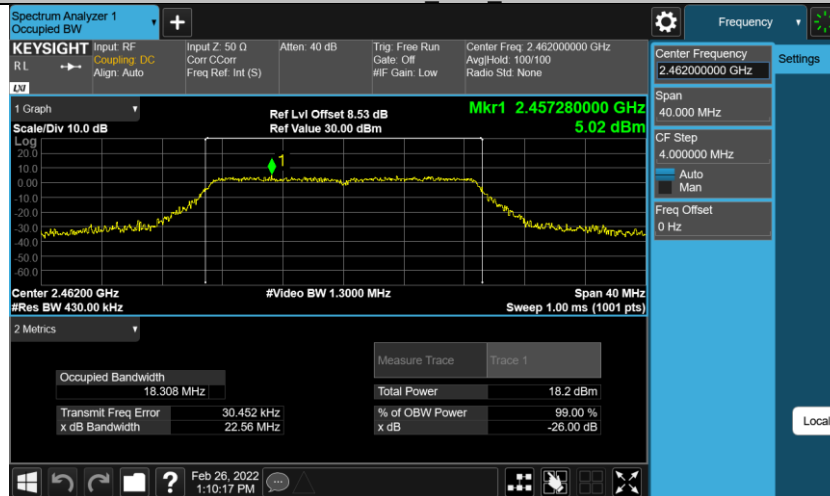 Spectrum Analyzer 1
Occupied BW
+
Frequency
KEYSIGHT
RL
LXI
Input: RF
Coupling: DC
Align: Auto
Input Z: 50 Ω
Corr CCorr
Freq Ref: Int (S)
Atten: 40 dB
Trig: Free Run
Gate: Off
#IF Gain: Low
Center Freq: 2.462000000 GHz
Avg|Hold: 100/100
Radio Std: None
Center Frequency
2.462000000 GHz
Settings
Span
40.000 MHz
CF Step
4.000000 MHz
Auto
Man
Freq Offset
0 Hz
Local
1 Graph
Scale/Div 10.0 dB
Ref Lvl Offset 8.53 dB
Ref Value 30.00 dBm
Mkr1 2.457280000 GHz
5.02 dBm
Log
20.0
10.0
0.00
-10.0
-20.0
-30.0
-40.0
-50.0
-60.0
1
Center 2.46200 GHz
#Video BW 1.3000 MHz
Span 40 MHz
#Res BW 430.00 kHz
Sweep 1.00 ms (1001 pts)
2 Metrics
Measure Trace
Trace 1
Occupied Bandwidth
18.308 MHz
Total Power
18.2 dBm
Transmit Freq Error
30.452 kHz
% of OBW Power
99.00 %
x dB Bandwidth
22.56 MHz
x dB
-26.00 dB
?
Feb 26, 2022
1:10:17 PM